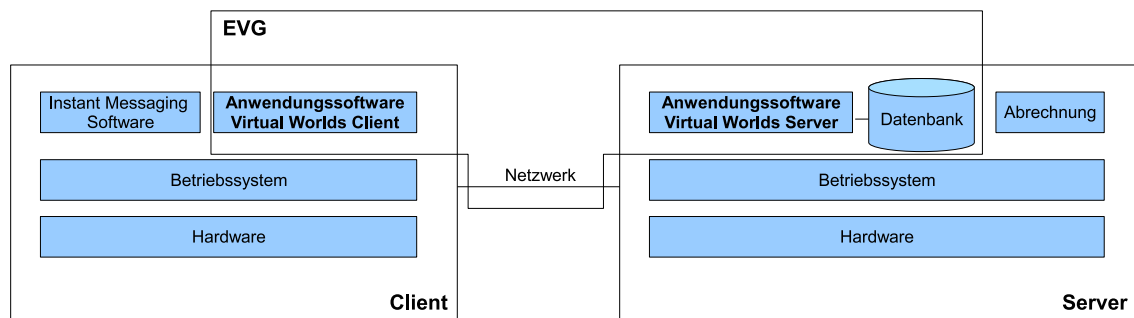 EVG
Instant Messaging
Software
Anwendungssoftware
Virtual Worlds Client
Anwendungssoftware
Virtual Worlds Server
Datenbank
Abrechnung
Betriebssystem
Netzwerk
Betriebssystem
Hardware
Hardware
Client
Server